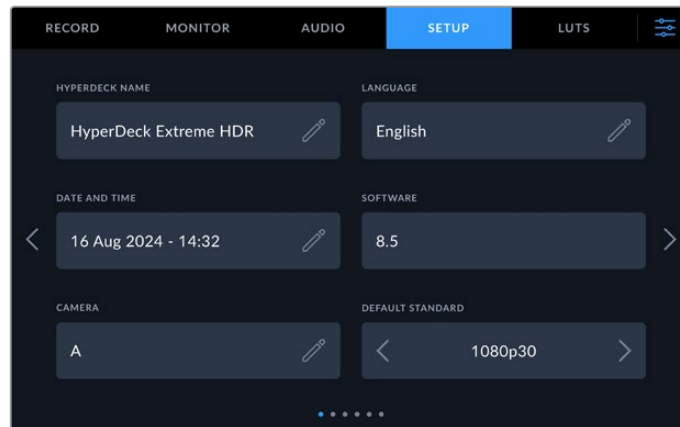 RECORD MONITOR AUDIO SETUP LUTS
HYPERDECK NAME LANGUAGE
HyperDeck Extreme HDR English
DATE AND TIME SOFTWARE
16 Aug 2024 - 14:32 8.5
CAMERA DEFAULT STANDARD
A 1080p30